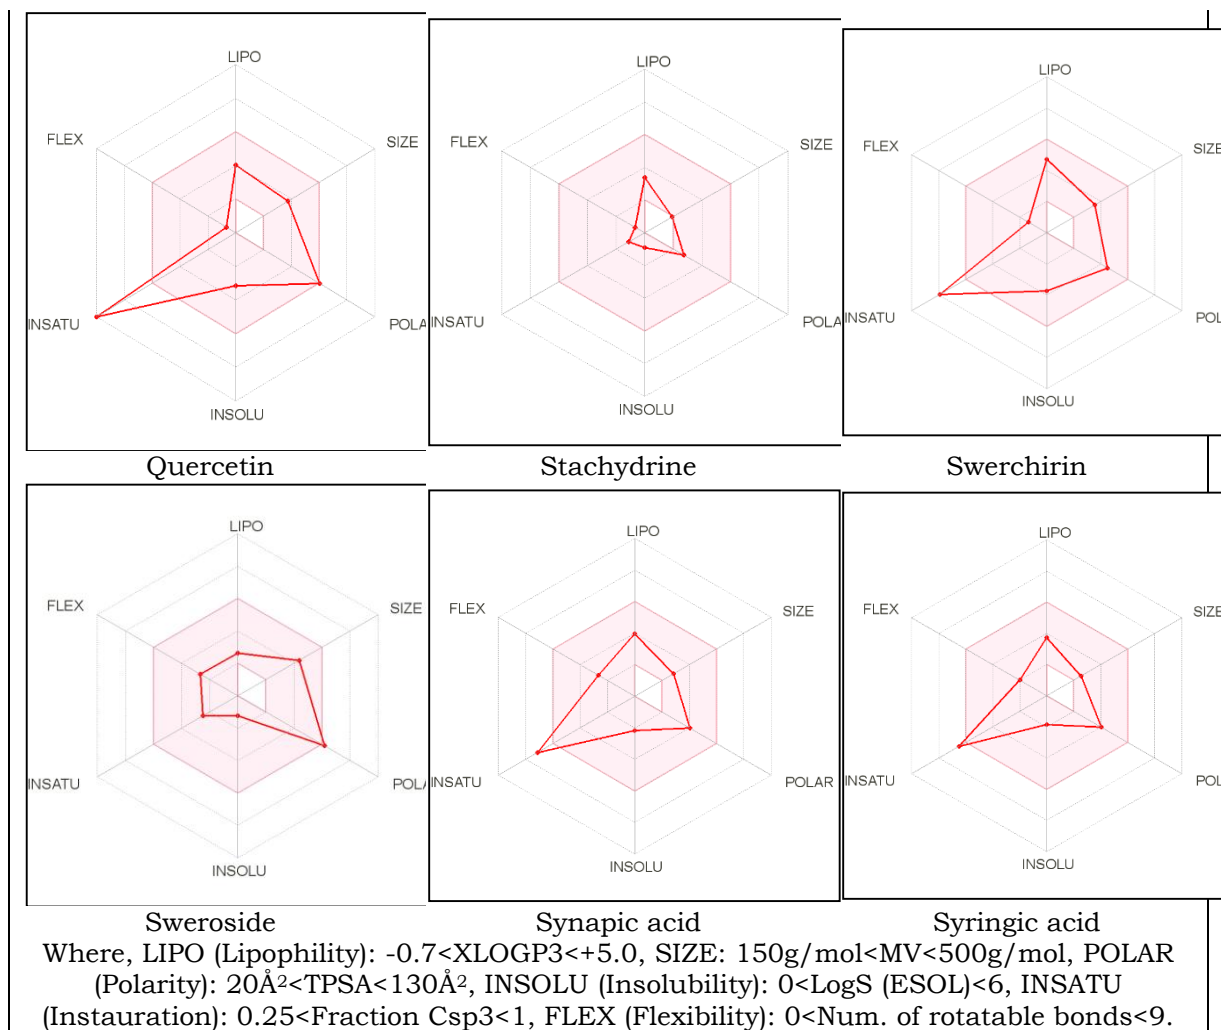 LIPO
LIPO
LIPO
FLEX
SIZE
FLEX
SIZE
FLEX
SIZE
INSATU
POLA
INSATU
POLA
INSATU
POL
INSOLU
INSOLU
INSOLU
Quercetin
Stachydrine
Swerchirin
LIPO
LIPO
LIPO
FLEX
SIZE
FLEX
SIZE
FLEX
SIZE
INSATU
POLA
INSATU
POLAR
INSATU
POL
INSOLU
INSOLU
INSOLU
Sweroside
Synapic acid
Syringic acid
Where, LIPO (Lipophility): -0.7<XLOGP3<+5.0, SIZE: 150g/mol<MV<500g/mol, POLAR
(Polarity): 20Å²<TPSA<130Å², INSOLU (Insolubility): 0<LogS (ESOL)<6, INSATU
(Instauration): 0.25<Fraction Csp3<1, FLEX (Flexibility): 0<Num. of rotatable bonds<9.